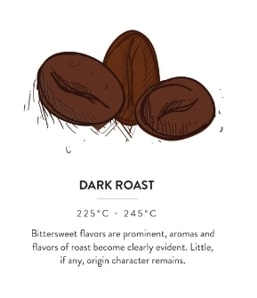 DARK ROAST
225°C - 245°C
Bittersweet flavors are prominent, aromas and
flavors of roast become clearly evident. Little,
if any, origin character remains.